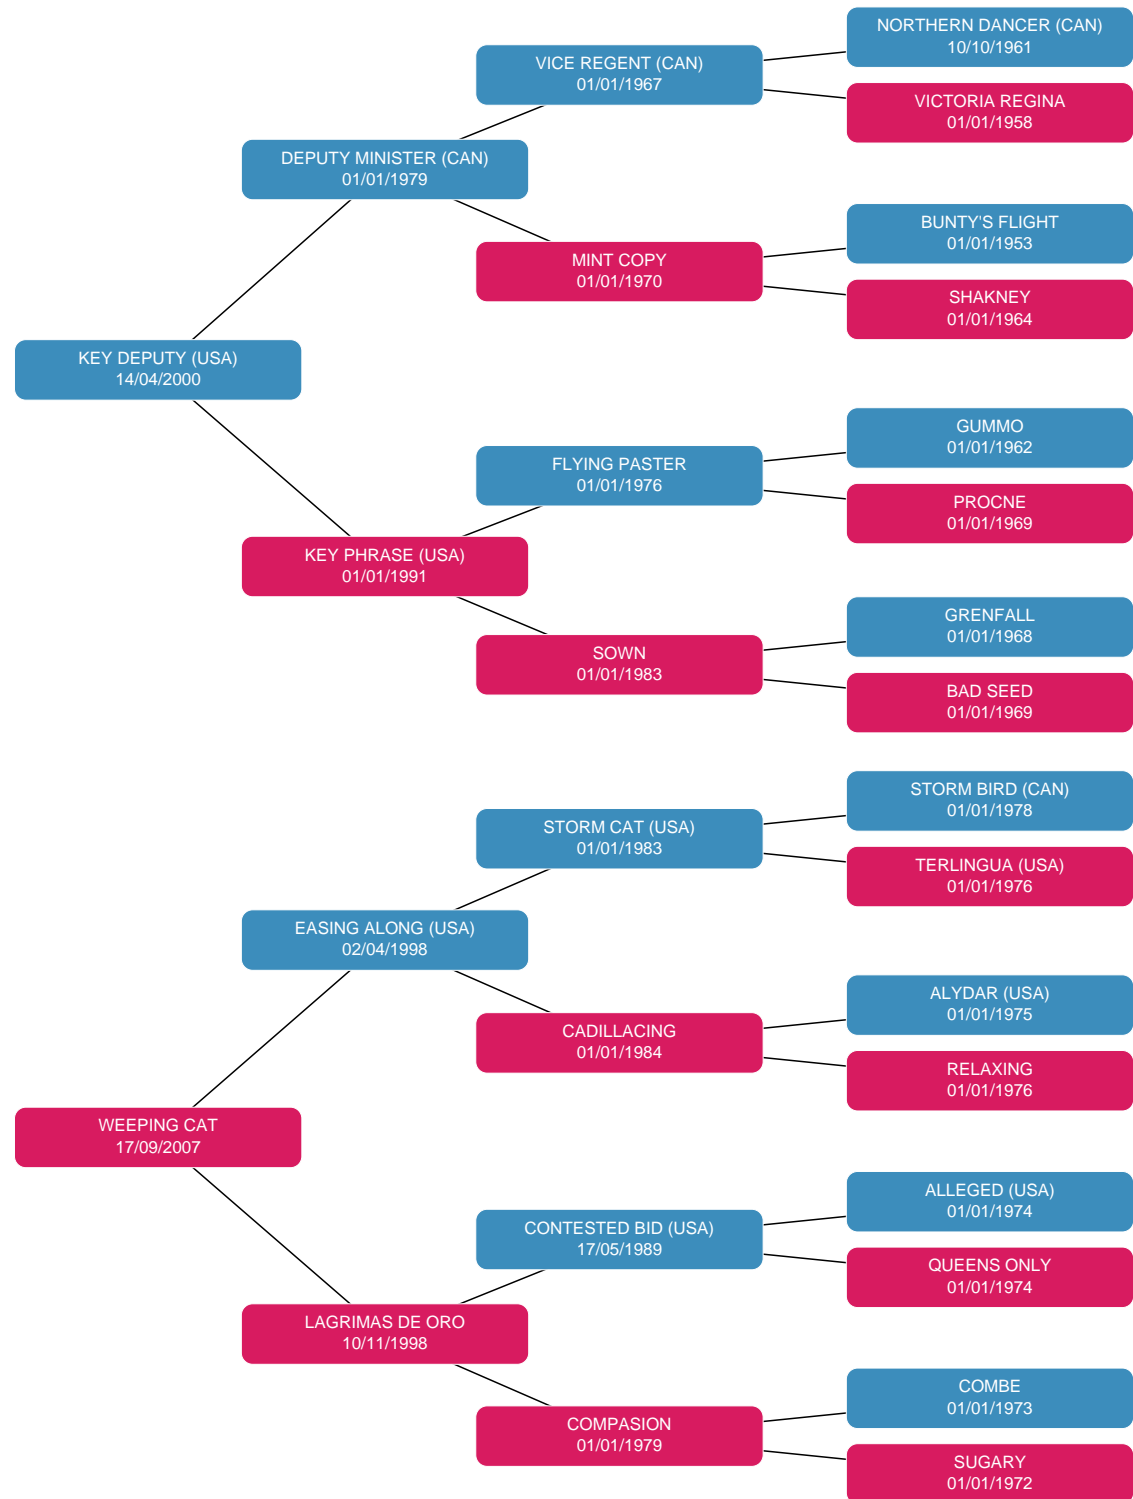 NORTHERN DANCER (CAN)
10/10/1961
VICE REGENT (CAN)
01/01/1967
VICTORIA REGINA
01/01/1958
DEPUTY MINISTER (CAN)
01/01/1979
BUNTY'S FLIGHT
01/01/1953
MINT COPY
01/01/1970
SHAKNEY
01/01/1964
KEY DEPUTY (USA)
14/04/2000
GUMMO
01/01/1962
FLYING PASTER
01/01/1976
PROCNE
01/01/1969
KEY PHRASE (USA)
01/01/1991
GRENFALL
01/01/1968
SOWN
01/01/1983
BAD SEED
01/01/1969
STORM BIRD (CAN)
01/01/1978
STORM CAT (USA)
01/01/1983
TERLINGUA (USA)
01/01/1976
EASING ALONG (USA)
02/04/1998
ALYDAR (USA)
01/01/1975
CADILLACING
01/01/1984
RELAXING
01/01/1976
WEEPING CAT
17/09/2007
ALLEGED (USA)
01/01/1974
CONTESTED BID (USA)
17/05/1989
QUEENS ONLY
01/01/1974
LAGRIMAS DE ORO
10/11/1998
COMBE
01/01/1973
COMPASION
01/01/1979
SUGARY
01/01/1972